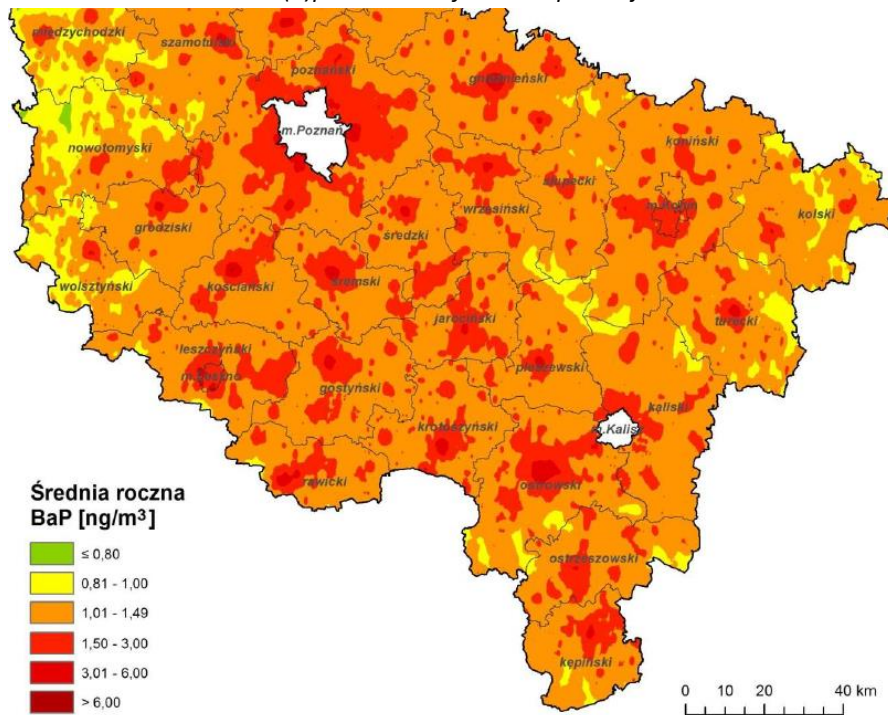 międzychodzki
szamotulski
poznański
gnieźnieński
m.Poznań
nowotomyski
koniński
słupecki
wrzesiński
m.Konin
kolski
grodziski
średzki
wolsztyński
kościański
śremski
jarociński
turecki
leszczyński
m.Leszno
gostyński
pleszewski
kaliski
krotoszyński
m.Kalisz
rawicki
ostrowski
ostrzeszowski
kępiński
Średnia roczna
BaP [ng/m³]
≤ 0,80
0,81 - 1,00
1,01 - 1,49
1,50 - 3,00
3,01 - 6,00
> 6,00
0 10 20 40 km